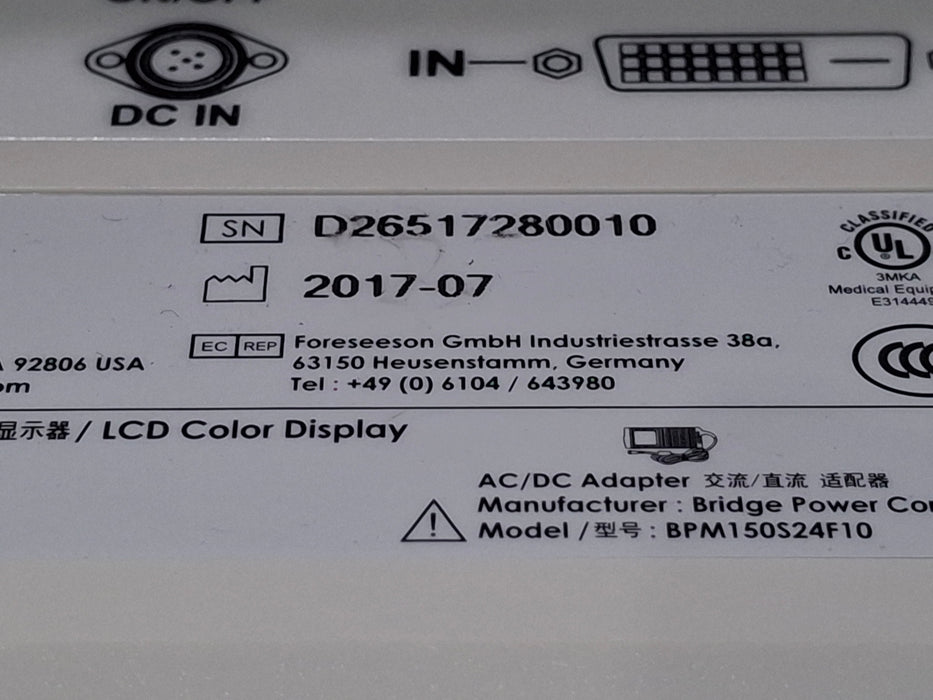 DC IN
IN
SN D26517280010
2017-07
EC REP Foreseeson GmbH Industriestrasse 38a,
63150 Heusenstamm, Germany
Tel : +49 (0) 6104 / 643980
92806 USA
CLASSIFIED
C UL
3MKA
Medical
E314449
CCC
显示器 / LCD Color Display
AC/DC Adapter 交流/直流 适配器
Manufacturer : Bridge Power
Model / 型号 : BPM150S24F10